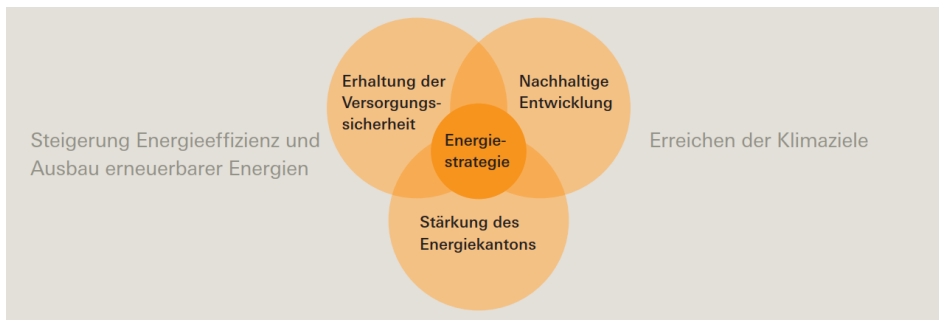 Steigerung Energieeffizienz und
Ausbau erneuerbarer Energien
Erhaltung der
Versorgungs-
sicherheit
Nachhaltige
Entwicklung
Energie-
strategie
Stärkung des
Energiekantons
Erreichen der Klimaziele